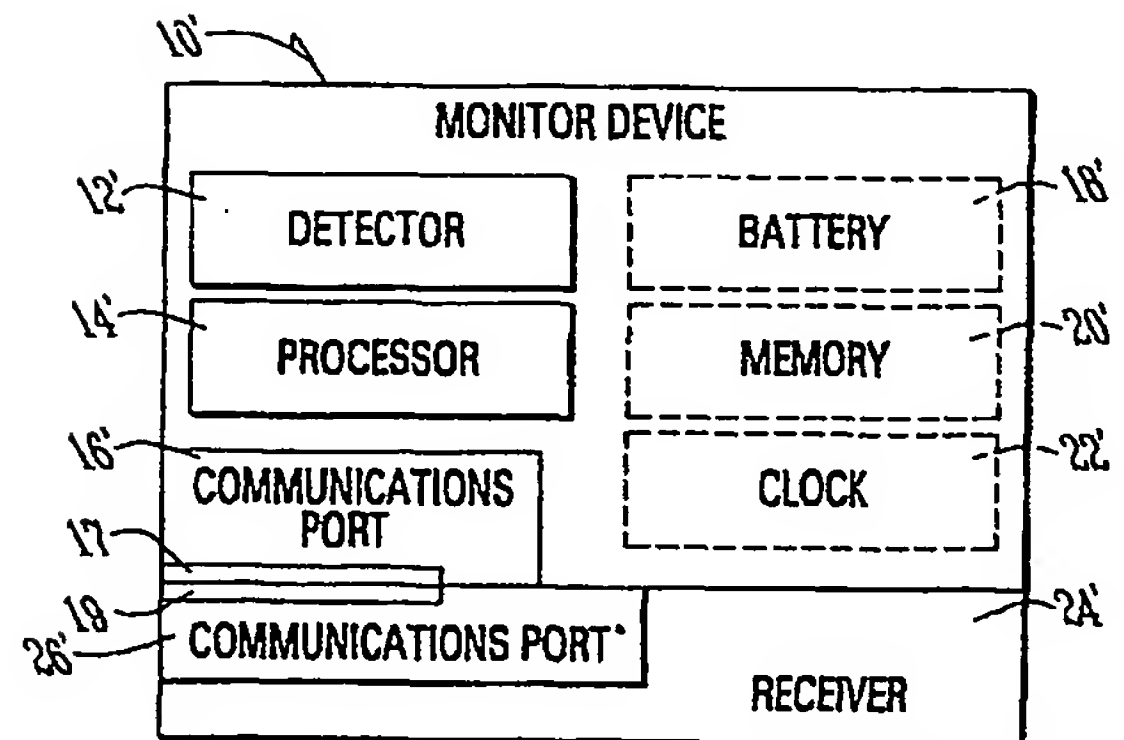 10'
MONITOR DEVICE
12'
DETECTOR
BATTERY
18'
14'
PROCESSOR
MEMORY
20'
16'
COMMUNICATIONS
PORT
CLOCK
22'
17
19
26'
COMMUNICATIONS PORT
24'
RECEIVER